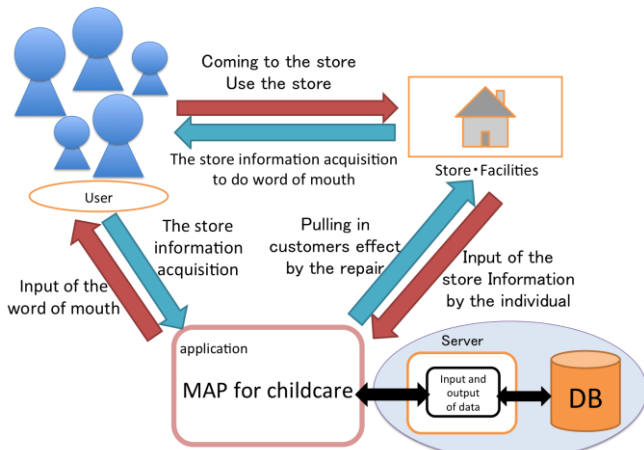 Coming to the store
Use the store
The store information acquisition
to do word of mouth
Store・Facilities
User
The store
information
acquisition
Input of the
word of mouth
Pulling in
customers effect
by the repair
Input of the
store Information
by the individual
application
MAP for childcare
Server
Input and
output
of data
DB